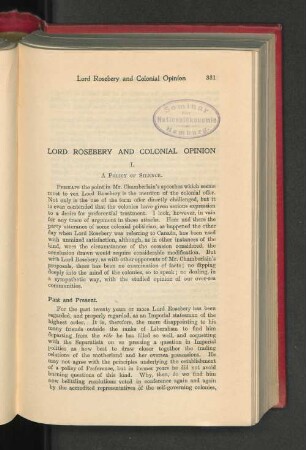 Lord Rosebery and Colonial Opinion 321
Seminar
Nationalökonomie
Hamburg
LORD ROSEBERY AND COLONIAL OPINION
I.
A POLICY OF SILENCE.
PERHAPS the point in Mr. Chamberlain's speeches which seems
most to vex Lord Rosebery is the mention of the colonial offer.
Not only is the use of the term offer directly challenged, but it
is even contended that the colonies have given utterance
to a desire for preferential treatment. I look, however, in vain
for any trace of argument in these attacks. Here and there the
utterance of some colonial politician, as happened the other
day when Lord Rosebery was referring to Canada, has been used
with unmixed satisfaction, although, as in other instances of the
kind, were the circumstances of the occasion considered, the
conclusion drawn would require considerable modification. But
with Lord Rosebery, as with other opponents of Mr. Chamberlain's
proposals, there has been no examination of facts; no dipping
deeply into the mind of the colonies, so to speak; no dealing, in
a sympathetic way, with the studied opinion of our over-sea
communities.
Past and Present.
For the past twenty years or more Lord Rosebery has been
regarded, and properly regarded, as an Imperial statesman of the
highest order. It is, therefore, the more disappointing to his
many friends outside the ranks of Liberalism to find him
departing from the role he has filled so well, and cooperating
with the Separatists on so pressing a question in Imperial
politics as how best to draw closer together the trading
relations of the motherland and her oversea possessions. He
may not agree with the principles underlying the establishment
of a policy of Preference, but in former years he did not avoid
burning questions of this kind. Why, then, do we find him
now belittling resolutions voted in conference again and again
by the accredited representatives of the self-governing colonies,